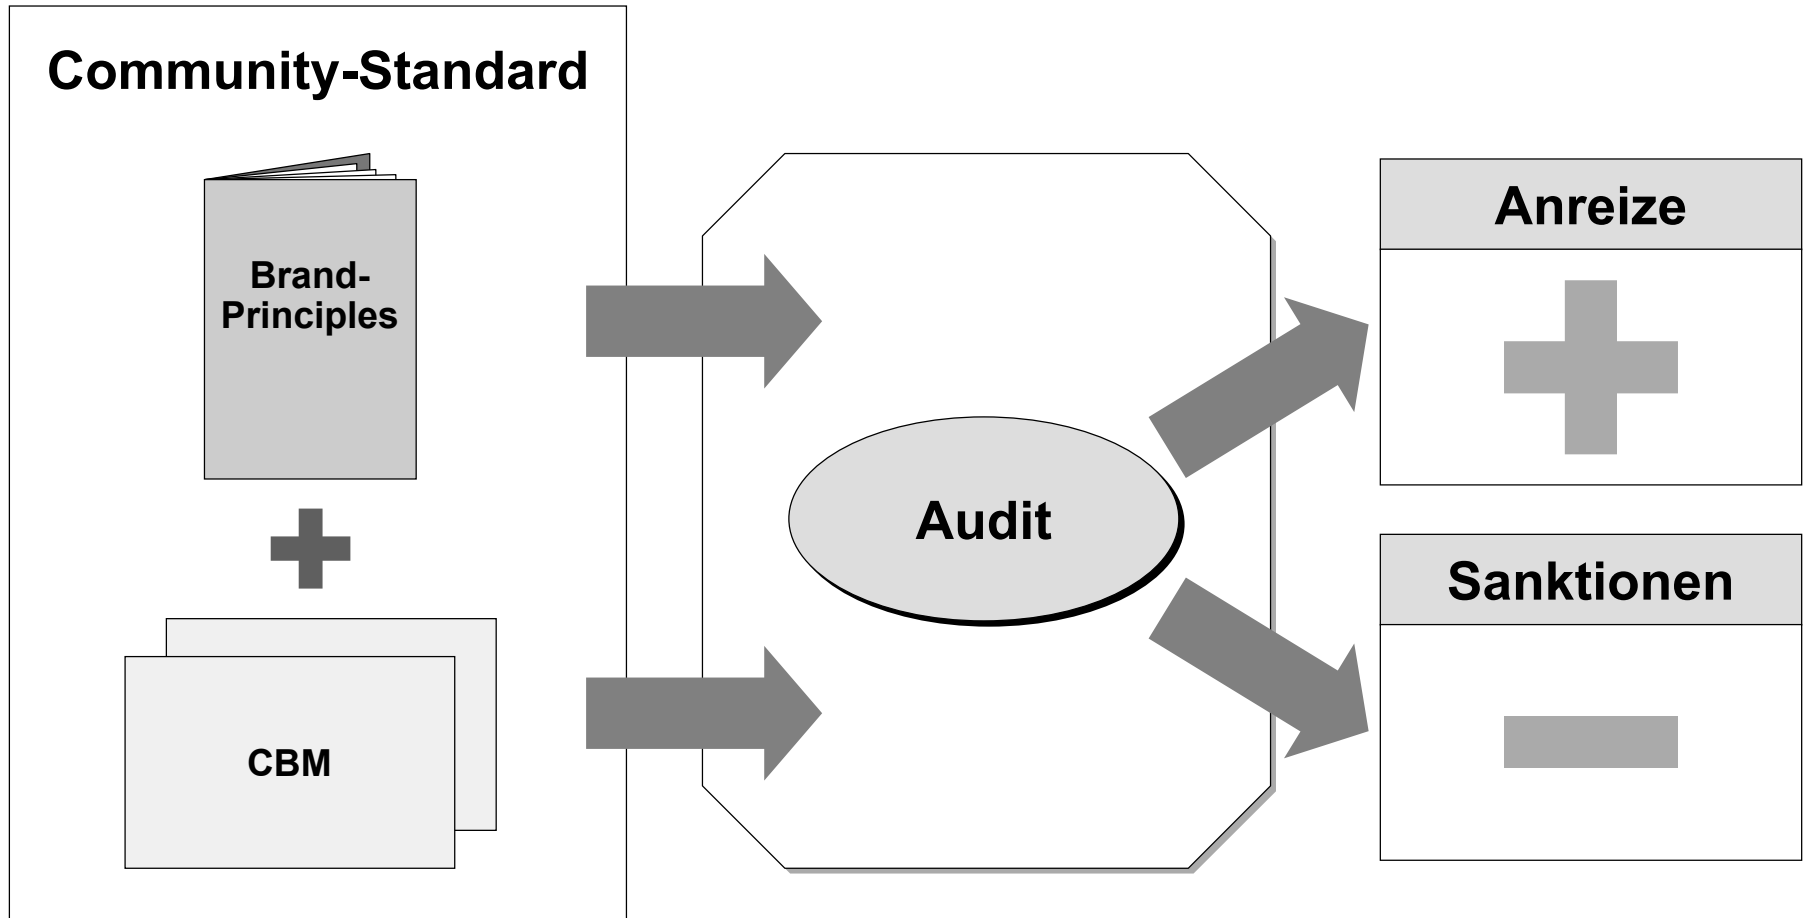 Community-Standard
Brand-
Principles
CBM
Audit
Anreize
Sanktionen